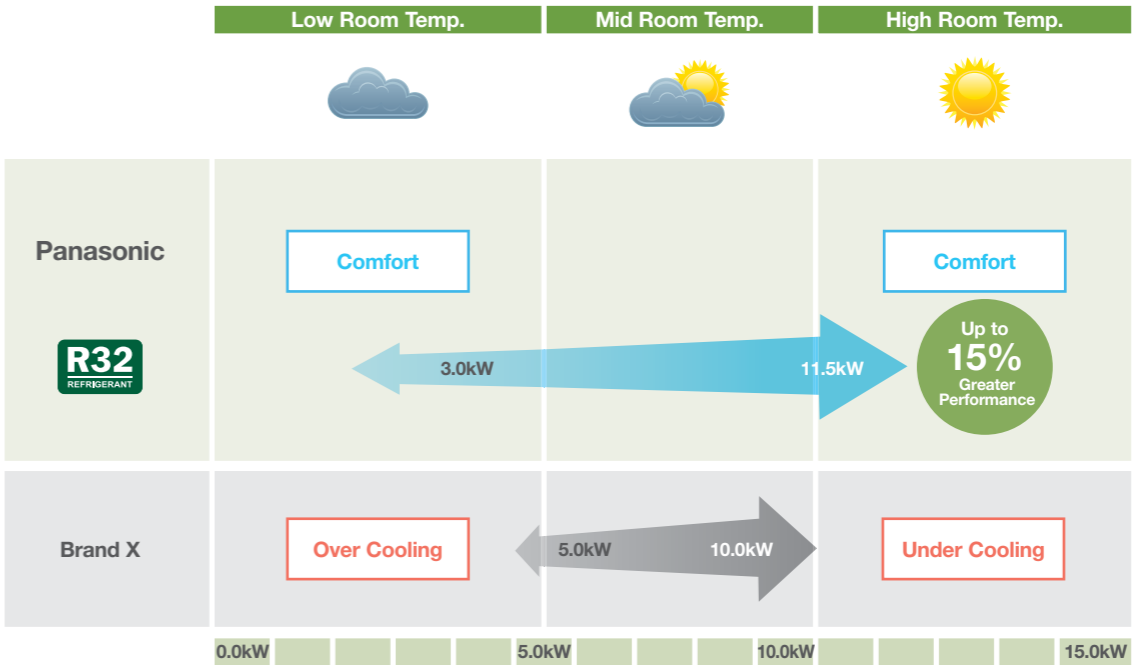 Low Room Temp.
Mid Room Temp.
High Room Temp.
Panasonic
Comfort
Comfort
R32
REFRIGERANT
3.0kW
11.5kW
Up to
15%
Greater
Performance
Brand X
Over Cooling
5.0kW
10.0kW
Under Cooling
0.0kW
5.0kW
10.0kW
15.0kW